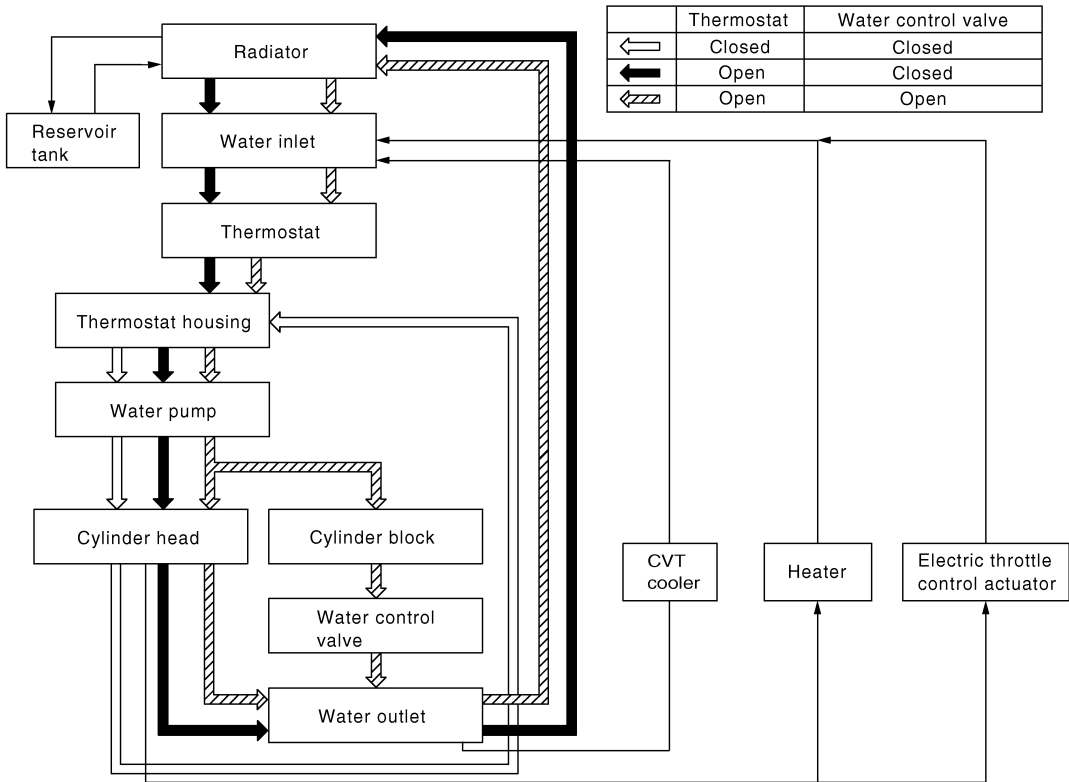 Thermostat Water control valve
Closed Closed
Open Closed
Open Open
Radiator
Reservoir
tank
Water inlet
Thermostat
Thermostat housing
Water pump
Cylinder head
Cylinder block
CVT
cooler
Heater
Electric throttle
control actuator
Water control
valve
Water outlet